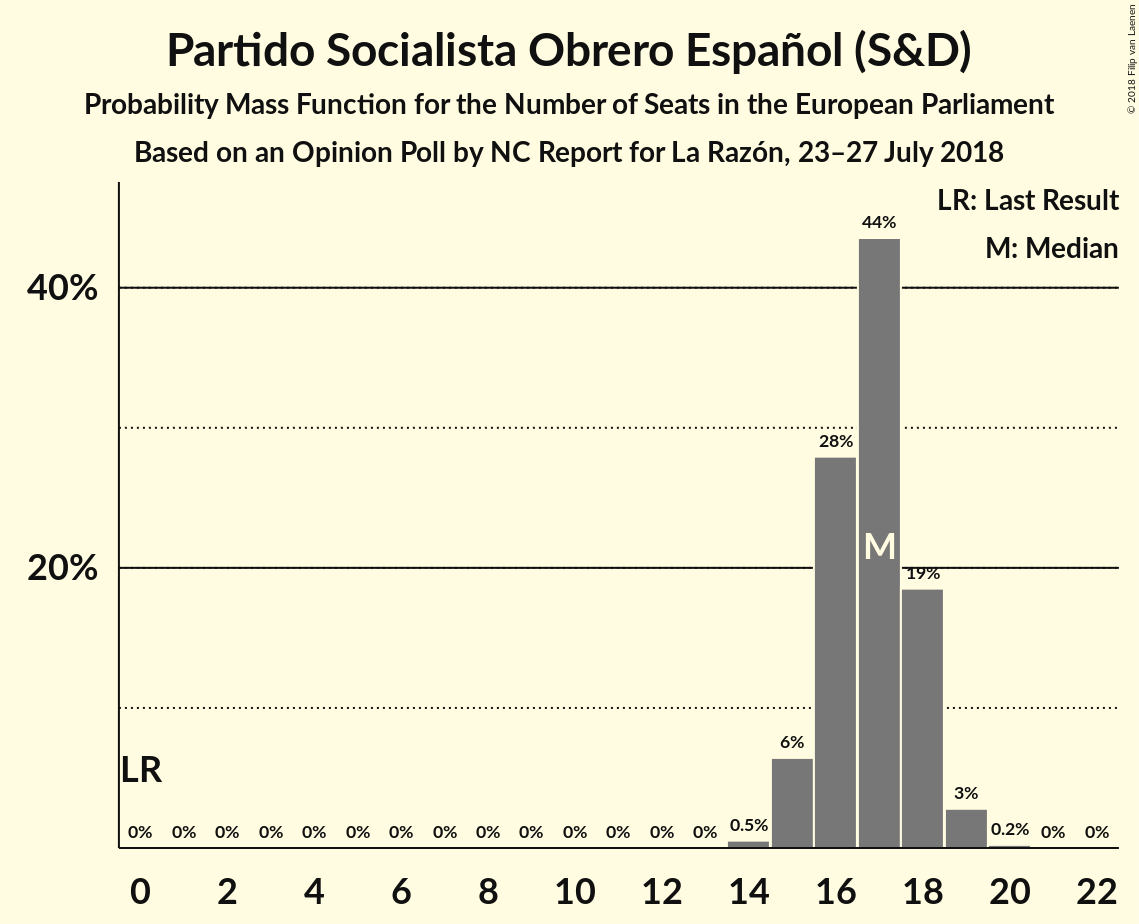 Partido Socialista Obrero Español (S&D)
Probability Mass Function for the Number of Seats in the European Parliament
Based on an Opinion Poll by NC Report for La Razón, 23–27 July 2018
© 2018 Filip van Laenen
LR: Last Result
M: Median
40%
20%
44%
28%
M
19%
6%
3%
LR
0% 0% 0% 0% 0% 0% 0% 0% 0% 0% 0% 0% 0% 0% 0.5% 0.2% 0% 0%
0 2 4 6 8 10 12 14 16 18 20 22